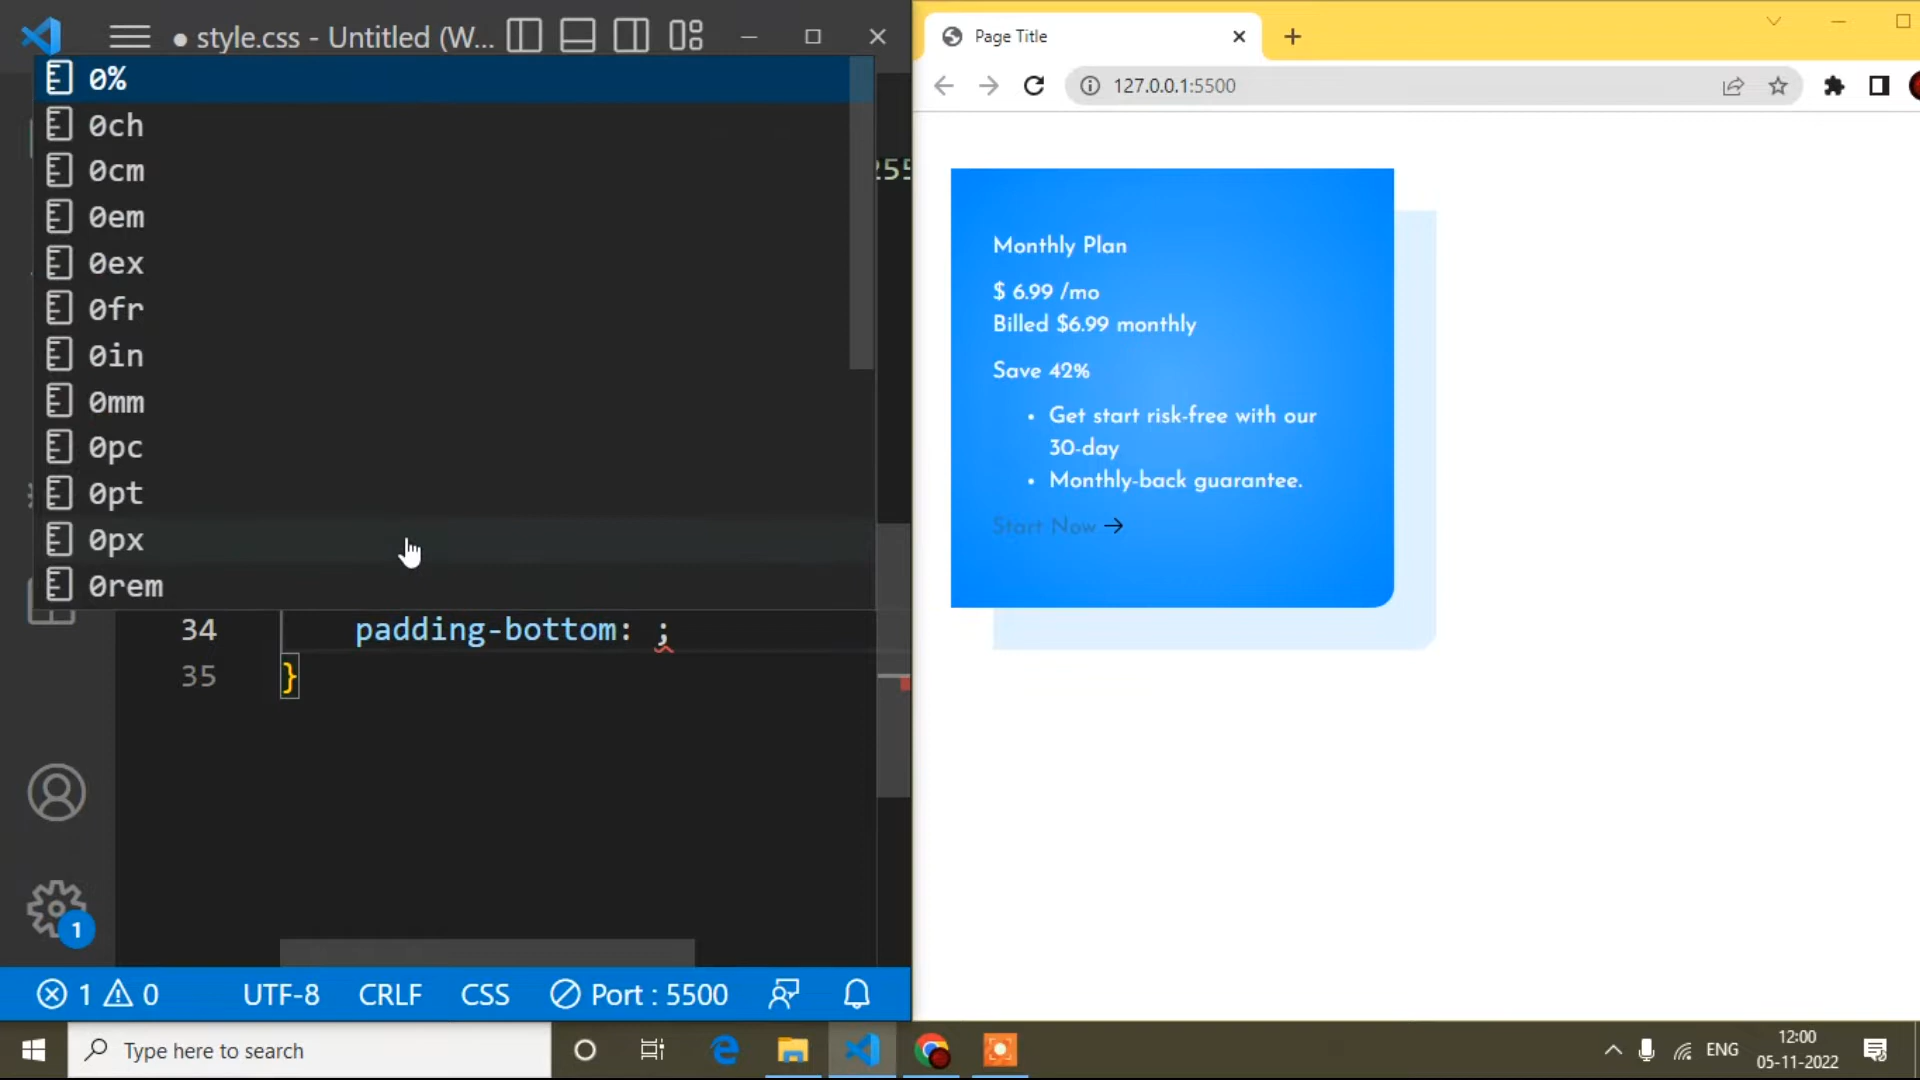 ● style.css - Untitled (W...
0%
0ch
0cm
0em
0ex
0fr
0in
0mm
0pc
0pt
0px
0rem
255
34 padding-bottom: ;
35 }
1
1 0 UTF-8 CRLF CSS Port : 5500
Page Title
127.0.0.1:5500
Monthly Plan
$ 6.99 /mo
Billed $6.99 monthly
Save 42%
• Get start risk-free with our
30-day
• Monthly-back guarantee.
Start Now →
Type here to search
ENG
12:00
05-11-2022